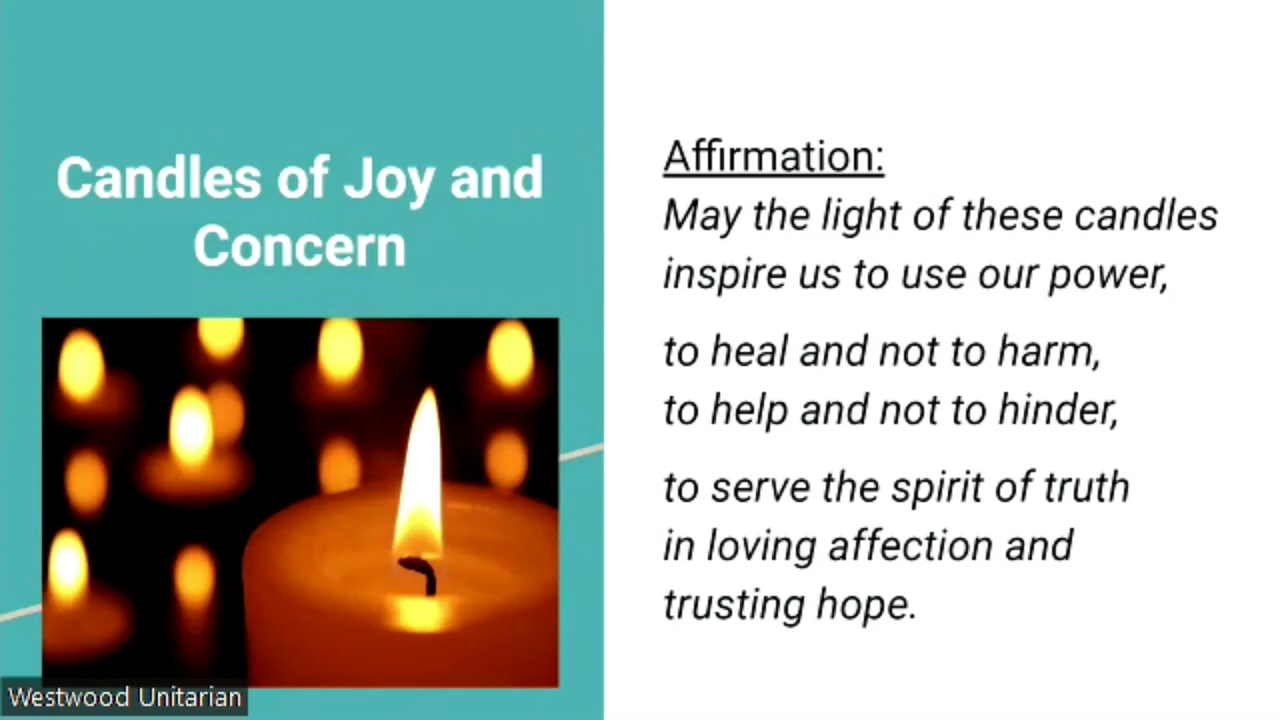 Candles of Joy and
Concern
Westwood Unitarian
Affirmation:
May the light of these candles
inspire us to use our power,
to heal and not to harm,
to help and not to hinder,
to serve the spirit of truth
in loving affection and
trusting hope.